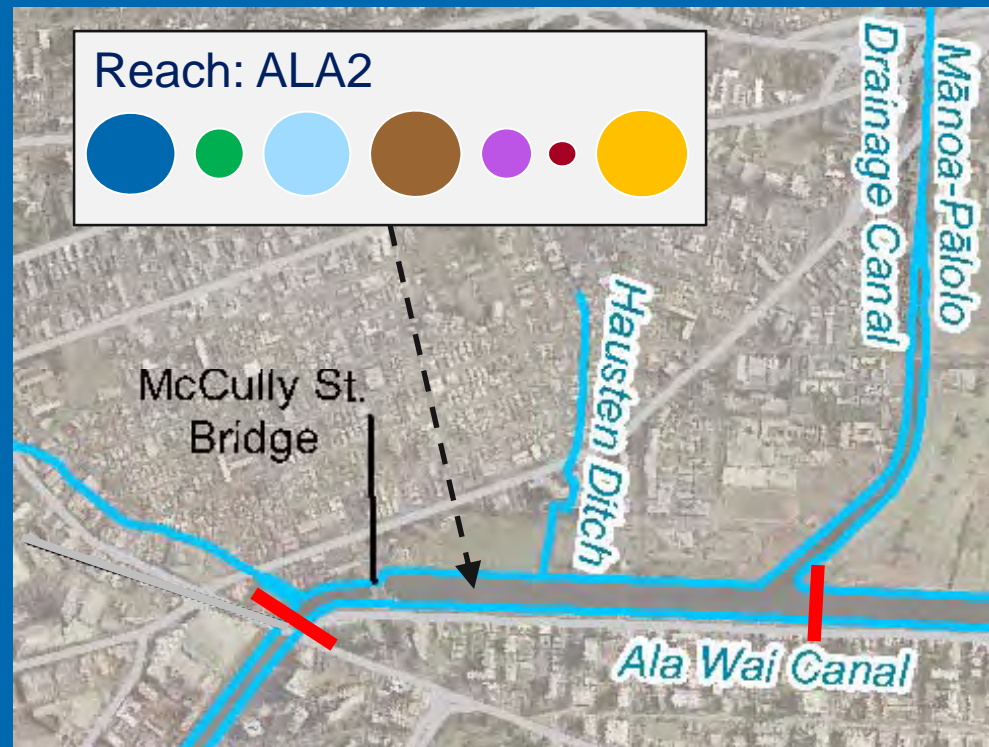 Reach: ALA2
Drainage Canal
Mānoa-Pālolo
Hausten Ditch
McCully St.
Bridge
Ala Wai Canal